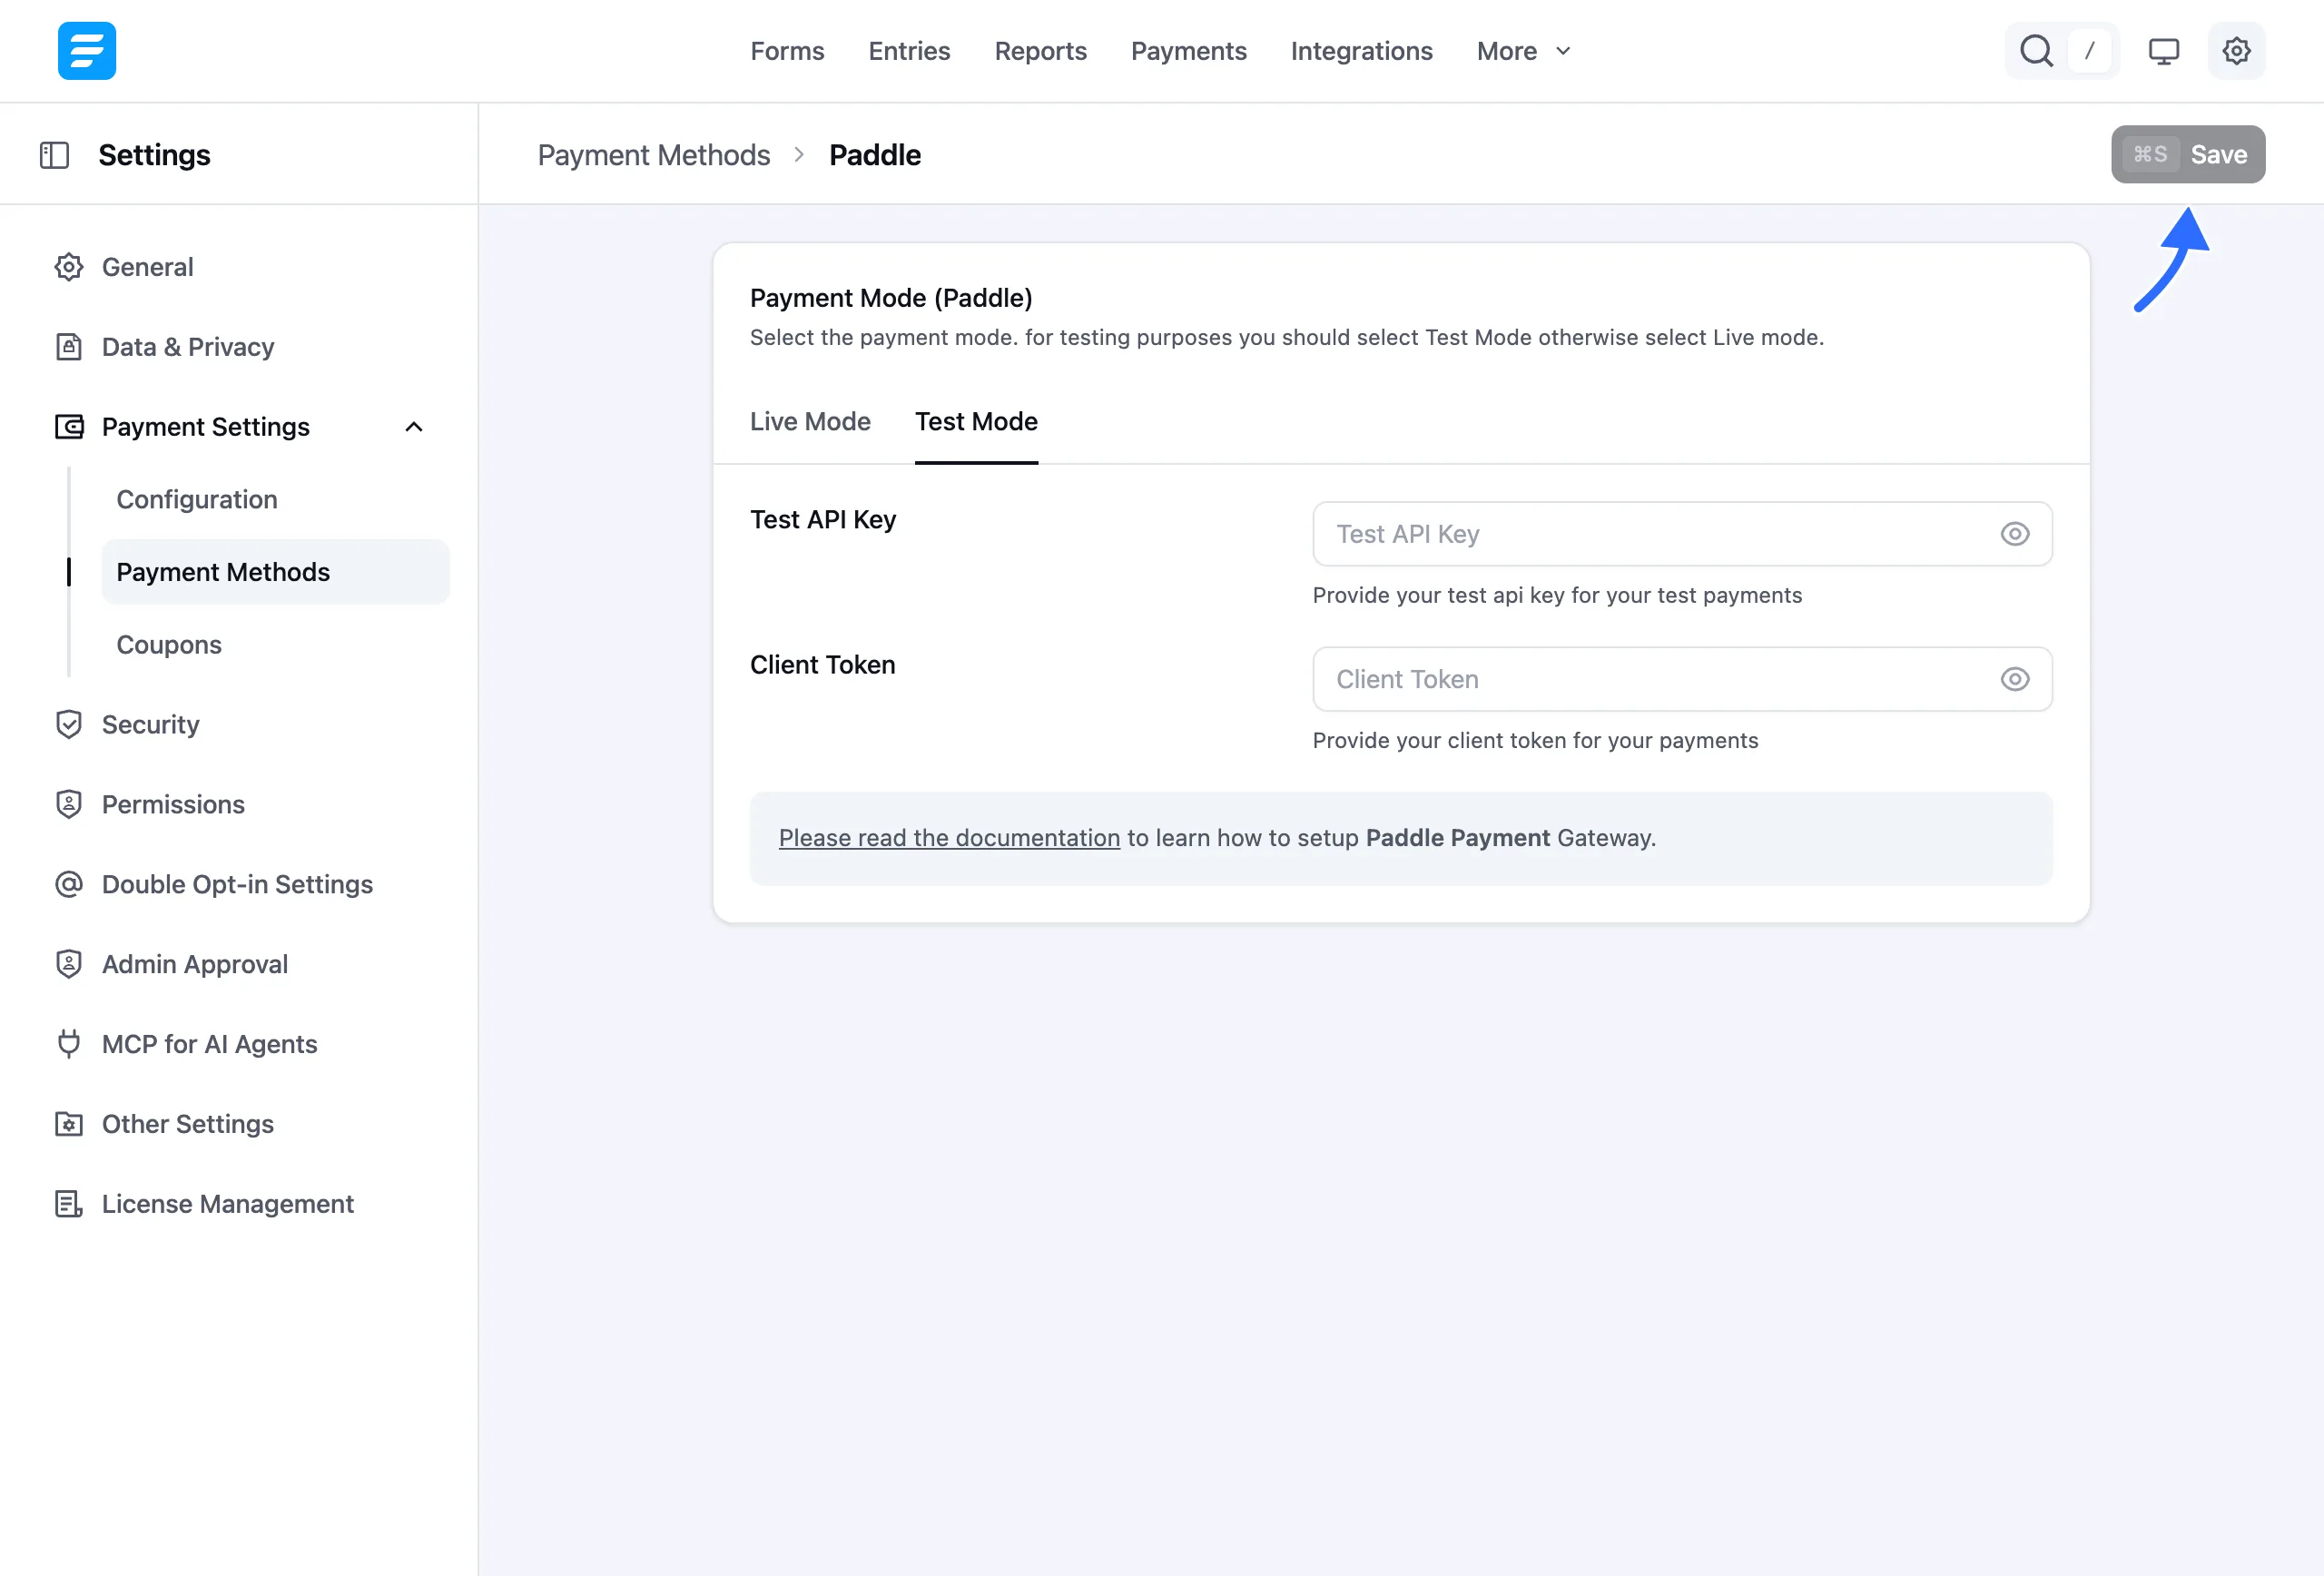 Forms Entries Reports Payments Integrations More /
Settings
Payment Methods > Paddle
⌘S Save
General
Data & Privacy
Payment Settings
Configuration
Payment Methods
Coupons
Security
Permissions
Double Opt-in Settings
Admin Approval
MCP for AI Agents
Other Settings
License Management
Payment Mode (Paddle)
Select the payment mode. for testing purposes you should select Test Mode otherwise select Live mode.
Live Mode Test Mode
Test API Key
Test API Key
Provide your test api key for your test payments
Client Token
Client Token
Provide your client token for your payments
Please read the documentation to learn how to setup Paddle Payment Gateway.